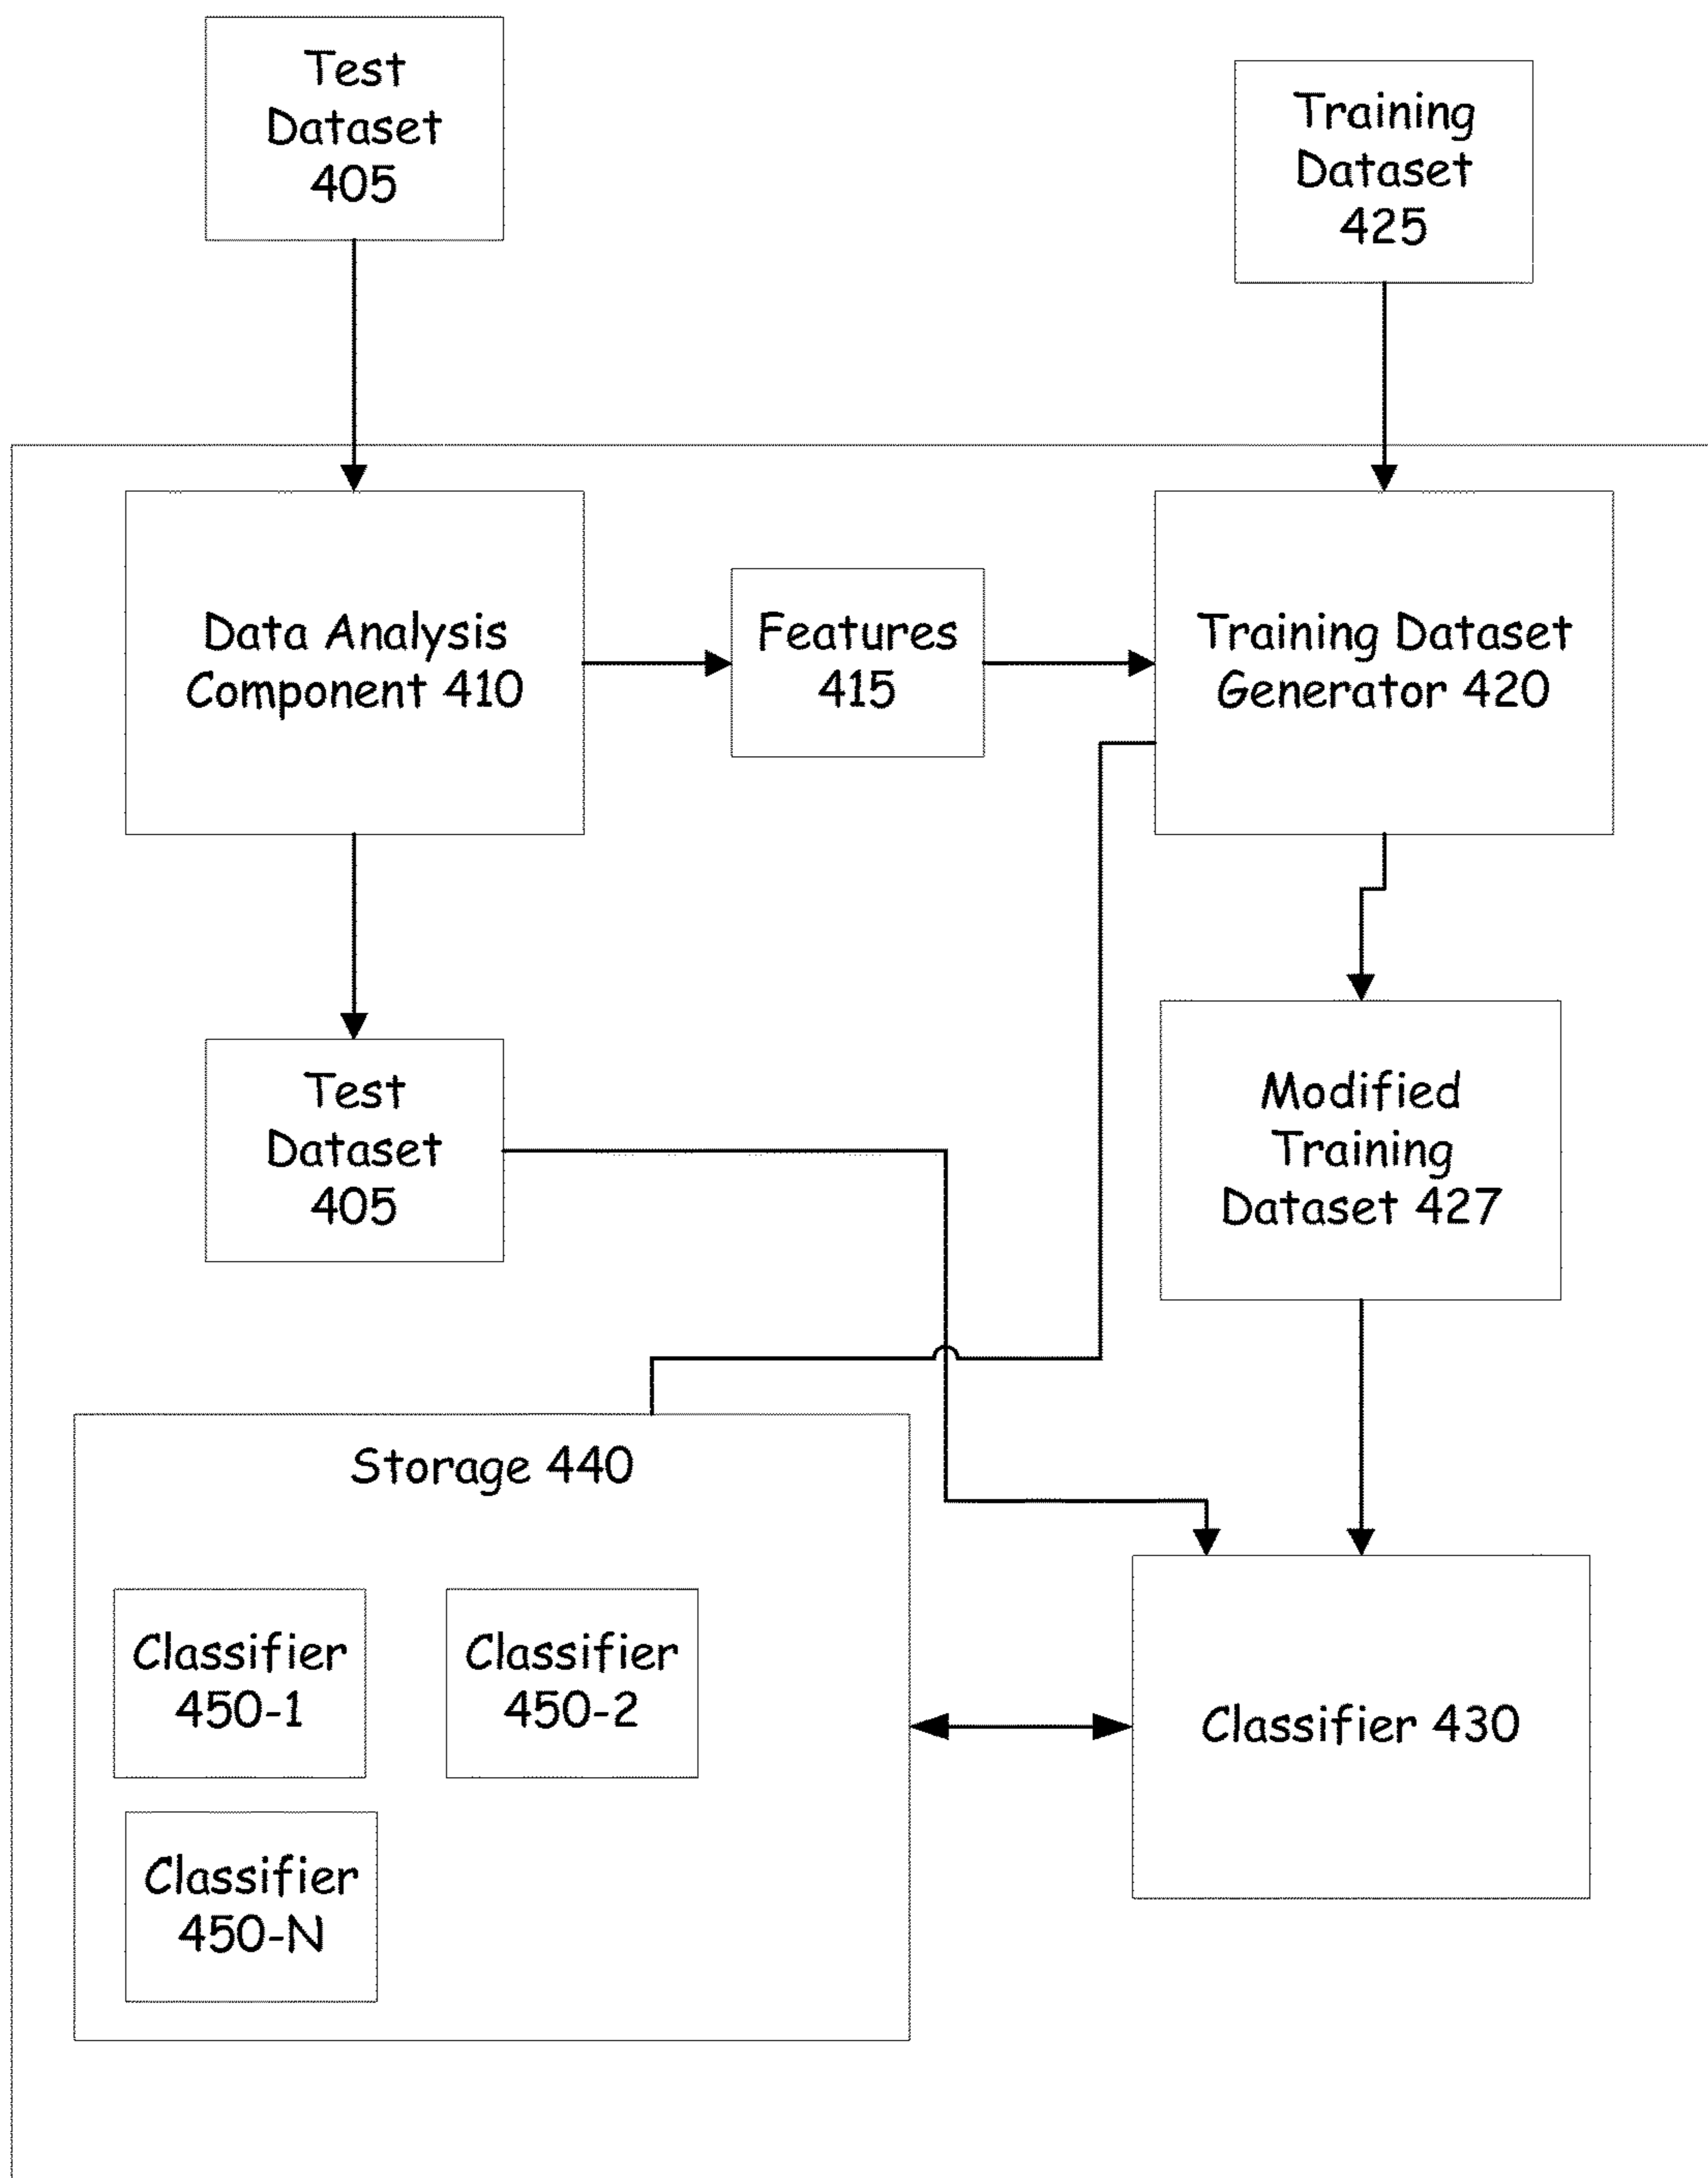 Test
Dataset
405
Training
Dataset
425
Data Analysis
Component 410
Features
415
Training Dataset
Generator 420
Test
Dataset
405
Modified
Training
Dataset 427
Storage 440
Classifier
450-1
Classifier
450-2
Classifier
450-N
Classifier 430